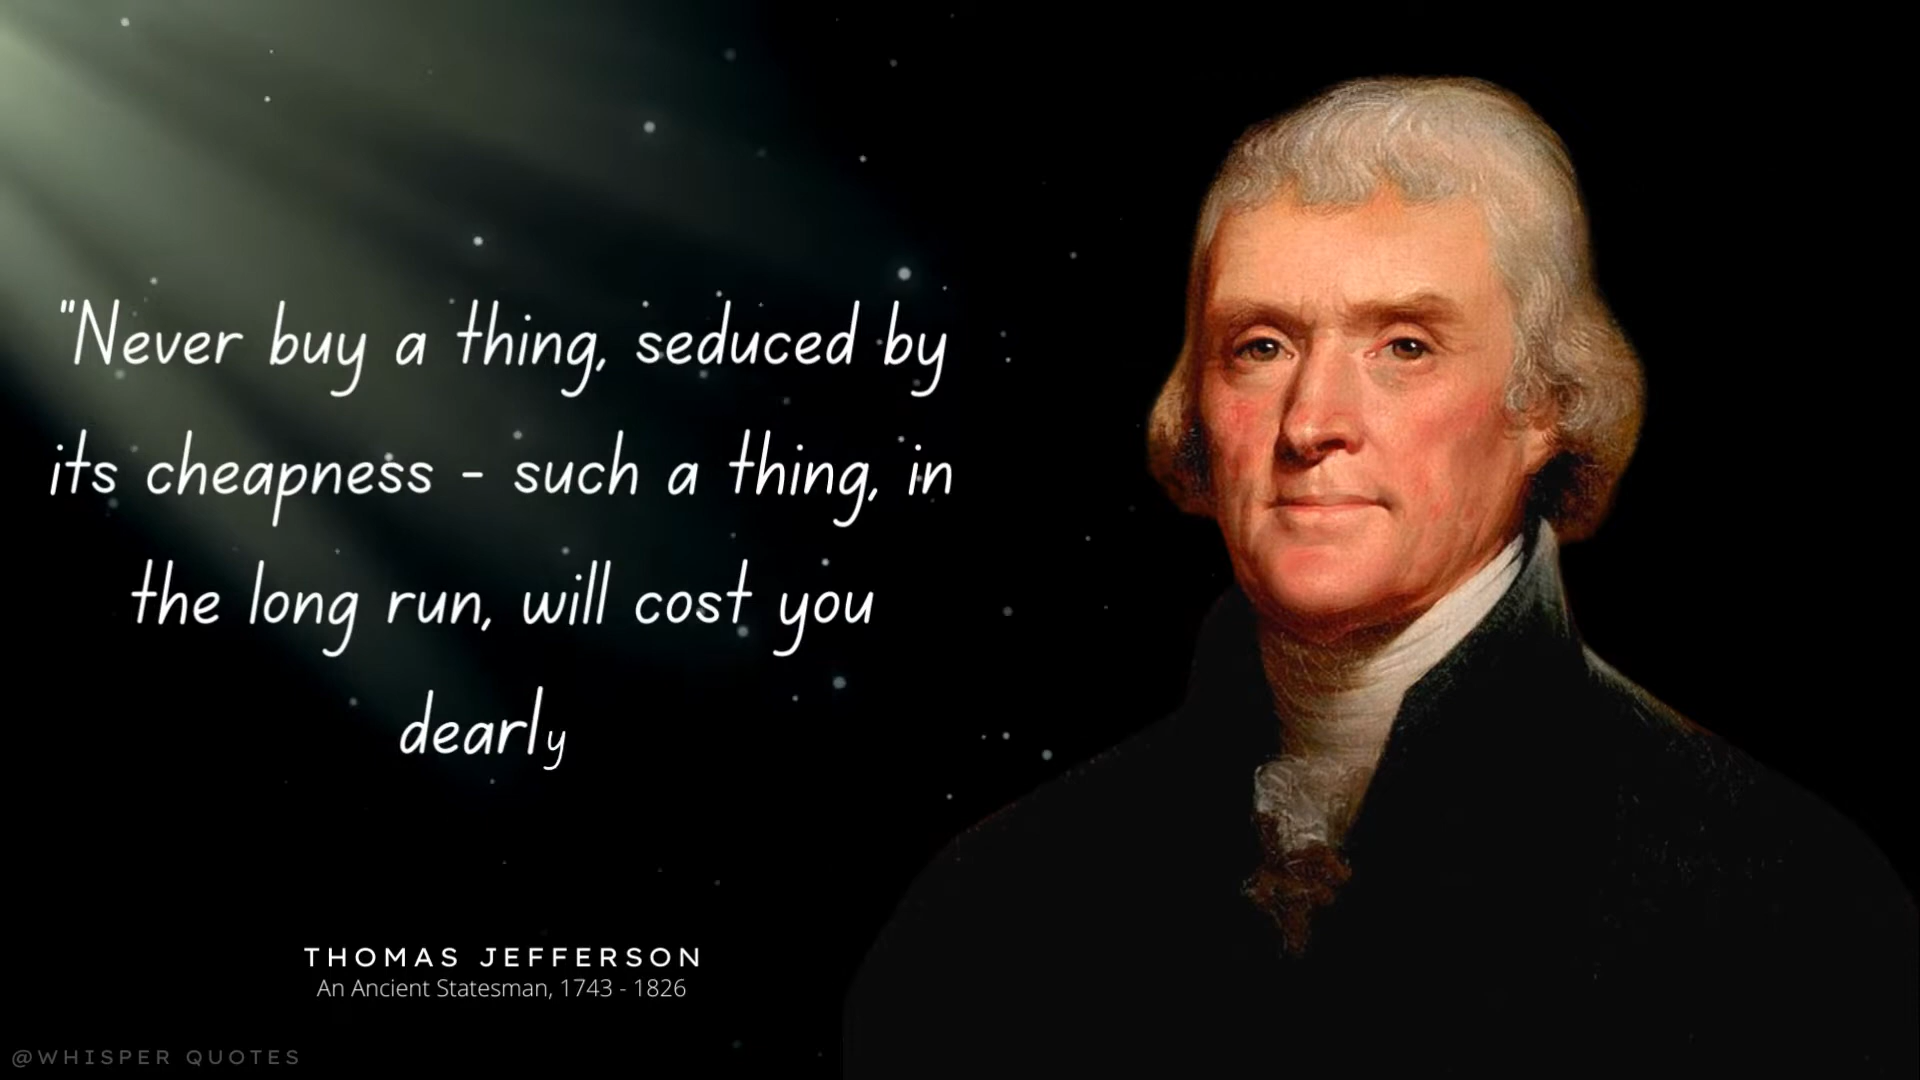 "Never buy a thing, seduced by
its cheapness - such a thing, in
the long run, will cost you
dearly
THOMAS JEFFERSON
An Ancient Statesman, 1743 - 1826
@WHISPER QUOTES